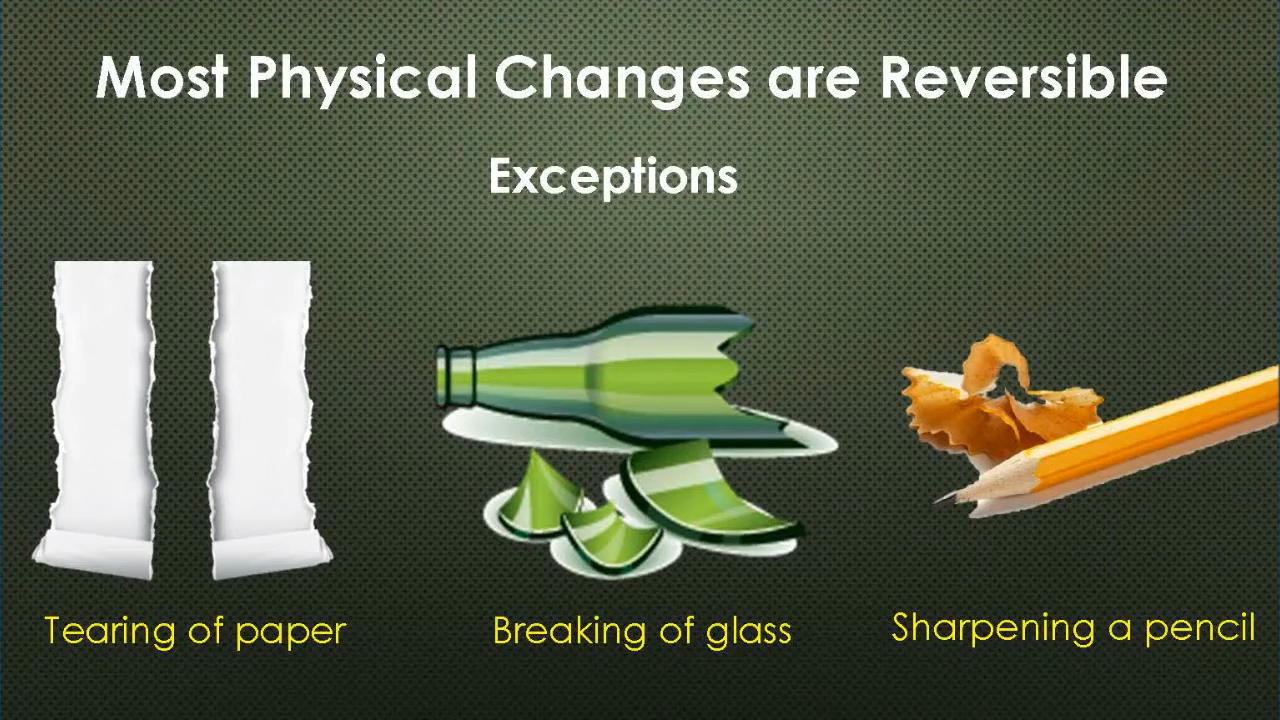 Most Physical Changes are Reversible
Exceptions
Tearing of paper
Breaking of glass
Sharpening a pencil